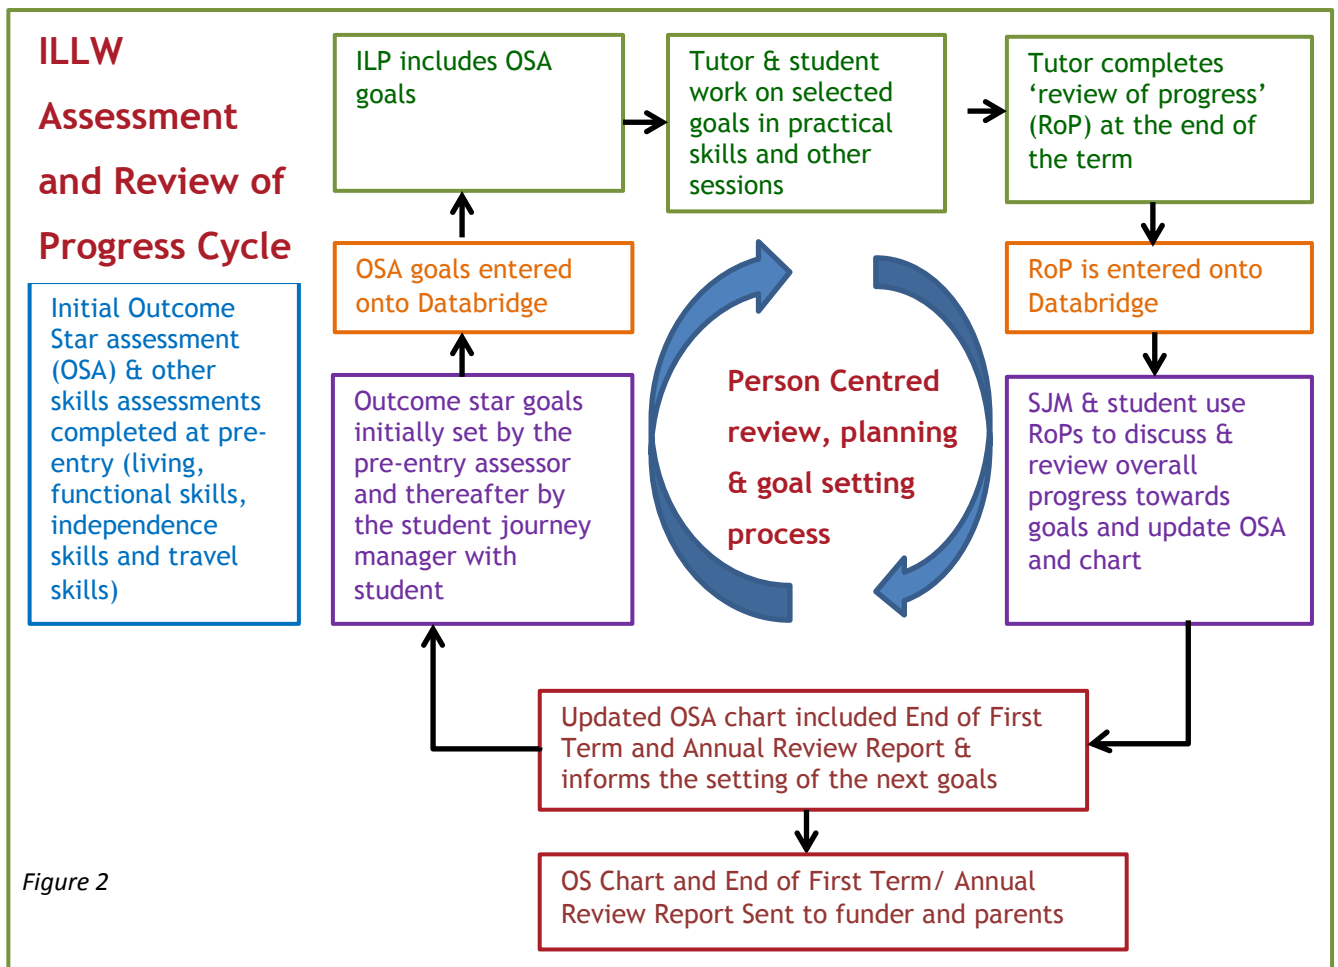 ILLW
Assessment
and Review of
Progress Cycle
Initial Outcome
Star assessment
(OSA) & other
skills assessments
completed at pre-
entry (living,
functional skills,
independence
skills and travel
skills)
Outcome star goals
initially set by the
pre-entry assessor
and thereafter by
the student journey
manager with
student
OSA goals entered
onto Databridge
ILP includes OSA
goals
Tutor & student
work on selected
goals in practical
skills and other
sessions
Tutor completes
‘review of progress’
(RoP) at the end of
the term
RoP is entered onto
Databridge
SJM & student use
RoPs to discuss &
review overall
progress towards
goals and update OSA
and chart
Person Centred
review, planning
& goal setting
process
Updated OSA chart included End of First
Term and Annual Review Report &
informs the setting of the next goals
OS Chart and End of First Term/ Annual
Review Report Sent to funder and parents
Figure 2